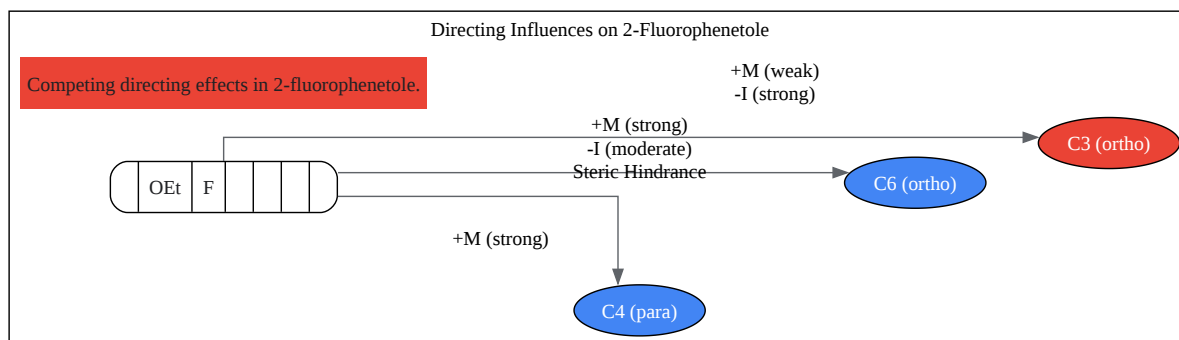 Directing Influences on 2-Fluorophenetole
Competing directing effects in 2-fluorophenetole.
+M (weak)
-I (strong)
+M (strong)
-I (moderate)
Steric Hindrance
C3 (ortho)
OEt
F
C6 (ortho)
+M (strong)
C4 (para)